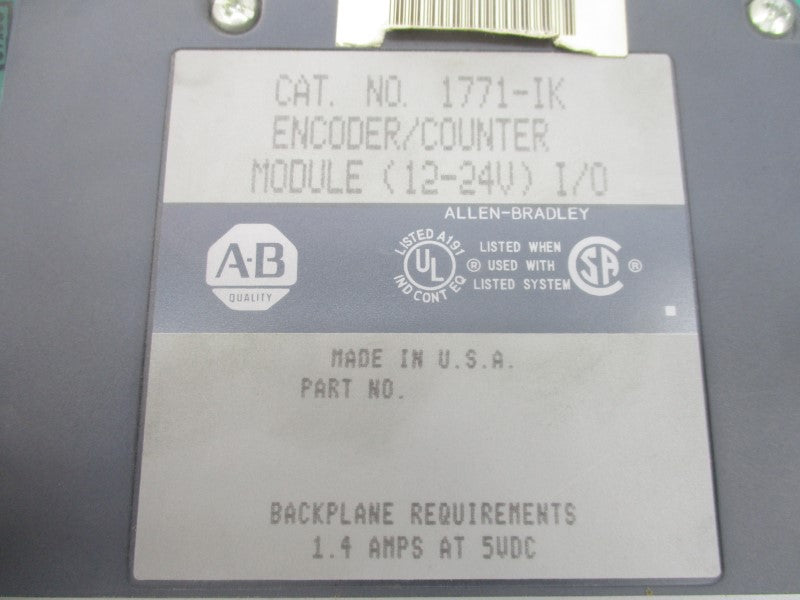 CAT. NO. 1771-IK
ENCODER/COUNTER
MODULE (12-24V) I/O
ALLEN-BRADLEY
A-B
QUALITY
LISTED A191
UL
IND CONT EQ
®
LISTED WHEN
USED WITH
LISTED SYSTEM
SA
®
MADE IN U.S.A.
PART NO.
BACKPLANE REQUIREMENTS
1.4 AMPS AT 5VDC